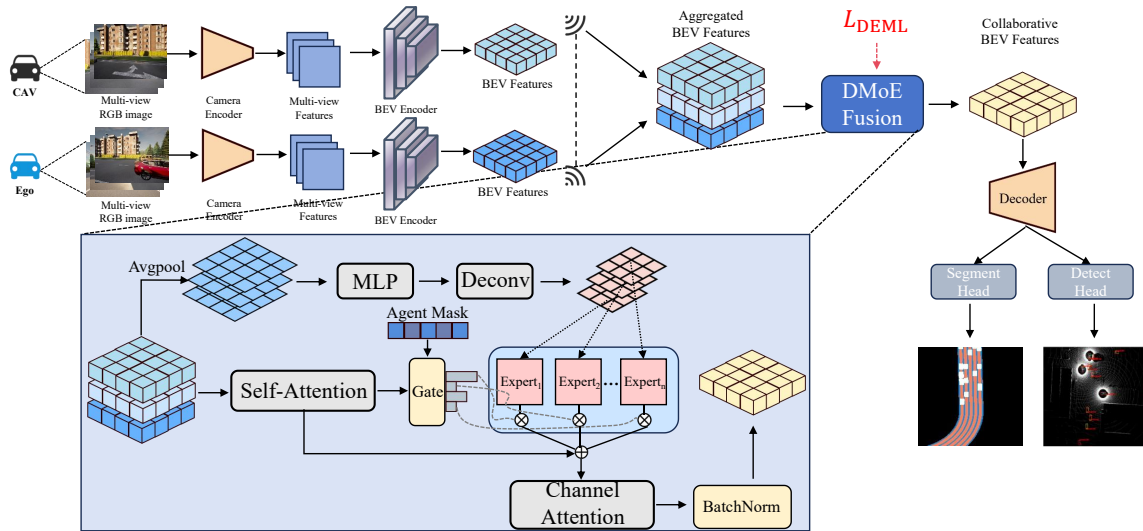 CAV
Multi-view
RGB image
Camera
Encoder
Multi-view
Features
BEV Encoder
BEV Features
Ego
Multi-view
RGB image
Camera
Encoder
Multi-view
Features
BEV Encoder
BEV Features
Aggregated
BEV Features
L_DEML
DMoE
Fusion
Collaborative
BEV Features
Decoder
Segment
Head
Detect
Head
Avgpool
MLP
Deconv
Agent Mask
Self-Attention
Gate
Expert₁
Expert₂
...
Expertₙ
Channel
Attention
BatchNorm